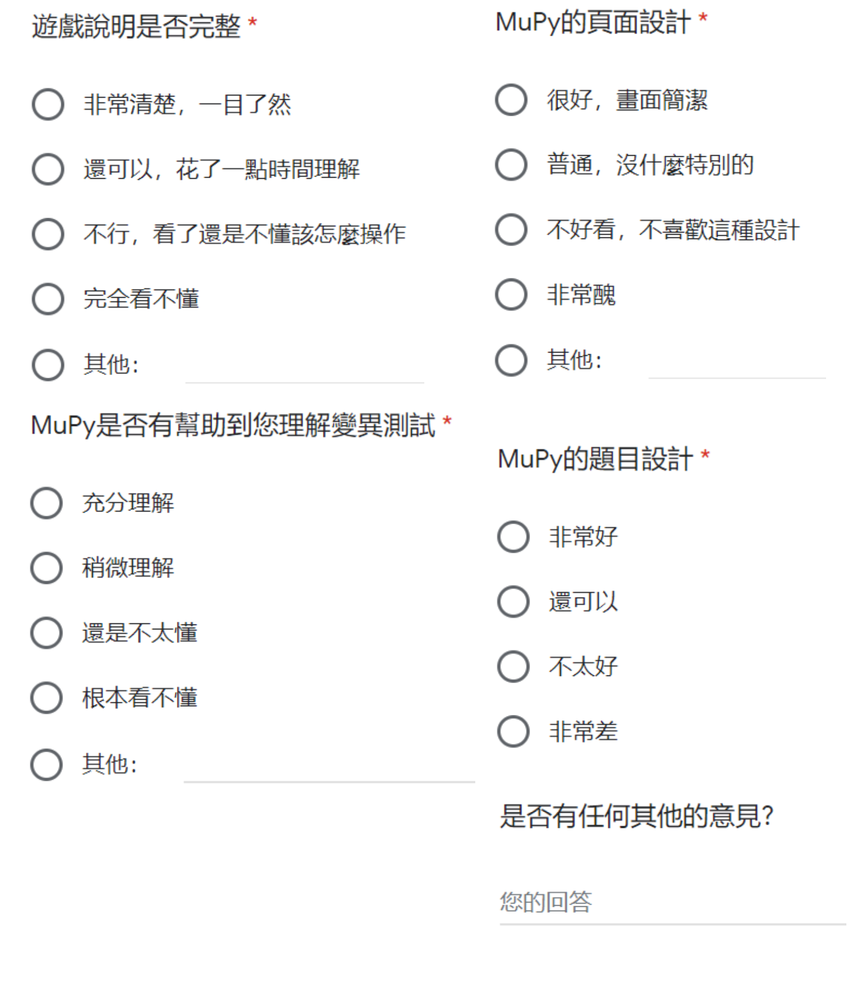 遊戲說明是否完整 *
非常清楚，一目了然
還可以，花了一點時間理解
不行，看了還是不懂該怎麼操作
完全看不懂
其他：
MuPy是否有幫助到您理解變異測試 *
充分理解
稍微理解
還是不太懂
根本看不懂
其他：
MuPy的頁面設計 *
很好，畫面簡潔
普通，沒什麼特別的
不好看，不喜歡這種設計
非常醜
其他：
MuPy的題目設計 *
非常好
還可以
不太好
非常差
是否有任何其他的意見?
您的回答